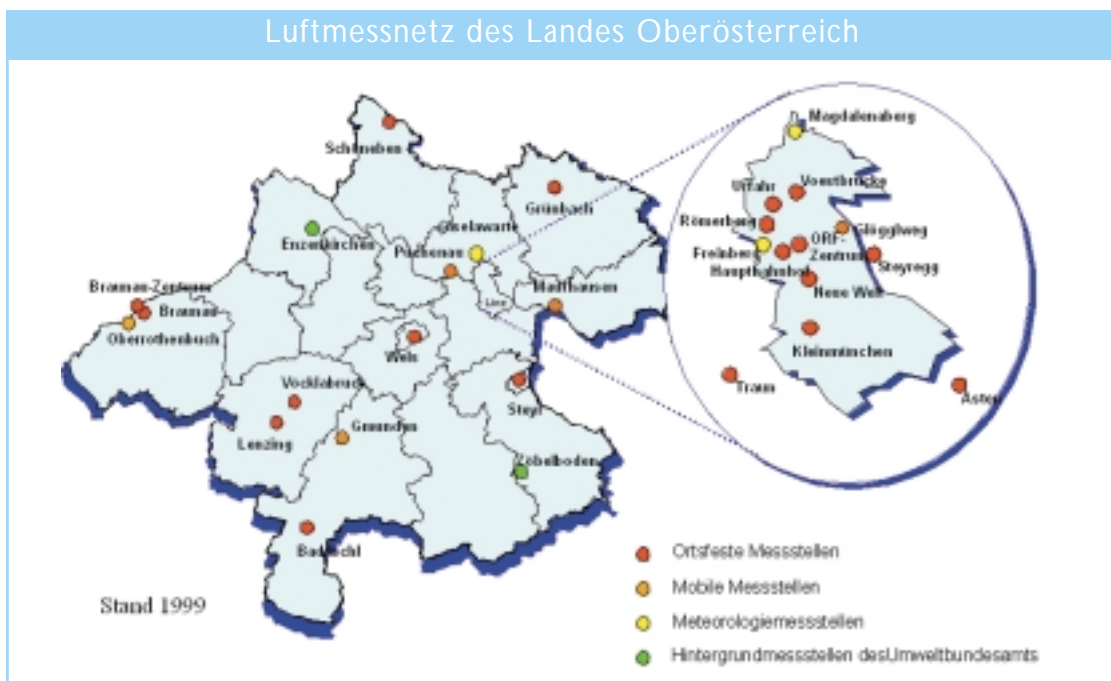 Luftmessnetz des Landes Oberösterreich
Magdalenaberg
Schöneben
Urfahr
Voestbrücke
Grünbach
Römerberg
Giselawarte
Glögglweg
Enzenkirchen
Puchenau
Freinberg
ORF-
Zentrum
Steyregg
Hauptbahnhof
Braunau-Zentrum
Mauthausen
Neue Welt
Braunau
Linz
Oberrothenbuch
Wels
Kleinmünchen
Vöcklabruck
Traun
Asten
Steyr
Gmunden
Lenzing
Zöbelboden
Bad Ischl
Ortsfeste Messstellen
Mobile Messstellen
Stand 1999
Meteorologiemessstellen
Hintergrundmessstellen desUmweltbundesamts